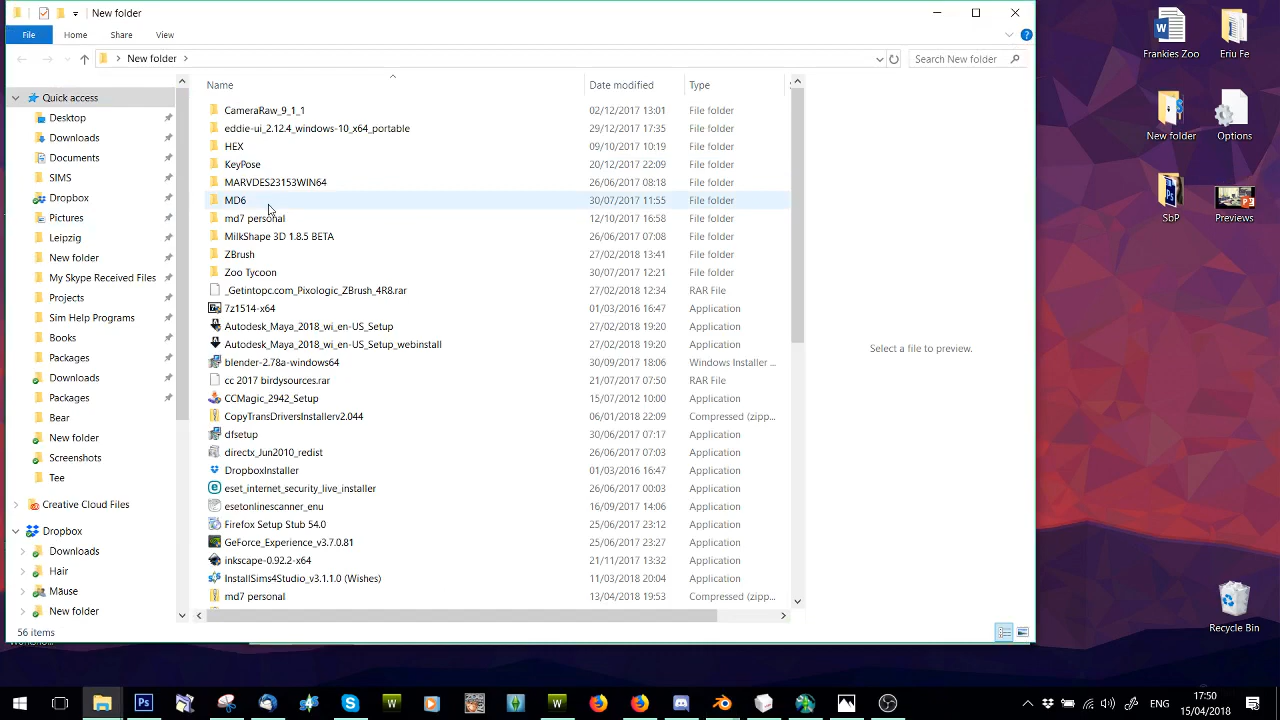 New folder
File Home Share View
New folder
Search New folder
Quick access
Desktop
Downloads
Documents
SIMS
Dropbox
Pictures
Leipzig
New folder
My Skype Received Files
Projects
Sim Help Programs
Books
Packages
Downloads
Packages
Bear
New folder
Screenshots
Tee
Creative Cloud Files
Dropbox
Downloads
Hair
Mäuse
New folder
Name Date modified Type
CameraRaw_9_1_1 02/12/2017 13:01 File folder
eddie-ui_2.12.4_windows-10_x64_portable 29/12/2017 17:35 File folder
HEX 09/10/2017 10:19 File folder
KeyPose 20/12/2017 22:09 File folder
MARVDES23153WIN64 26/06/2017 08:18 File folder
MD6 30/07/2017 11:55 File folder
md7 personal 12/10/2017 16:58 File folder
MilkShape 3D 1.8.5 BETA 26/06/2017 07:08 File folder
ZBrush 27/02/2018 13:41 File folder
Zoo Tycoon 30/07/2017 12:21 File folder
_Getintopc.com_Pixologic_ZBrush_4R8.rar 27/02/2018 12:34 RAR File
7z1514-x64 01/03/2016 16:47 Application
Autodesk_Maya_2018_wi_en-US_Setup 27/02/2018 19:20 Application
Autodesk_Maya_2018_wi_en-US_Setup_webinstall 27/02/2018 19:20 Application
blender-2.78a-windows64 30/09/2017 18:06 Windows Installer ...
cc 2017 birdysources.rar 21/07/2017 07:50 RAR File
CCMagic_2942_Setup 15/07/2012 10:00 Application
CopyTransDriversInstallerv2.044 06/01/2018 22:09 Compressed (zipp...
dfsetup 30/06/2017 07:17 Application
directx_Jun2010_redist 26/06/2017 07:03 Application
DropboxInstaller 01/03/2016 16:47 Application
eset_internet_security_live_installer 26/06/2017 00:03 Application
esetonlinescanner_enu 16/09/2017 14:06 Application
Firefox Setup Stub 54.0 25/06/2017 23:12 Application
GeForce_Experience_v3.7.0.81 25/06/2017 23:27 Application
inkscape-0.92.2-x64 21/11/2017 13:32 Application
InstallSims4Studio_v3.1.1.0 (Wishes) 11/03/2018 20:04 Application
md7 personal 13/04/2018 19:53 Compressed (zipp...
Select a file to preview.
56 items
Frankies Zoo
Eriu Fe
New folder
Options
SbP
Previews
Recycle Bin
ENG
17:50
15/04/2018